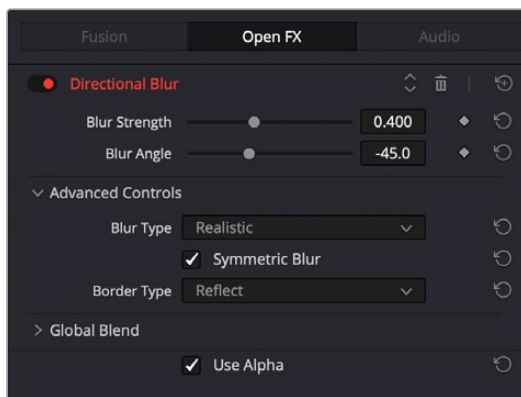 Fusion Open FX Audio
Directional Blur
Blur Strength 0.400
Blur Angle -45.0
Advanced Controls
Blur Type Realistic
Symmetric Blur
Border Type Reflect
Global Blend
Use Alpha